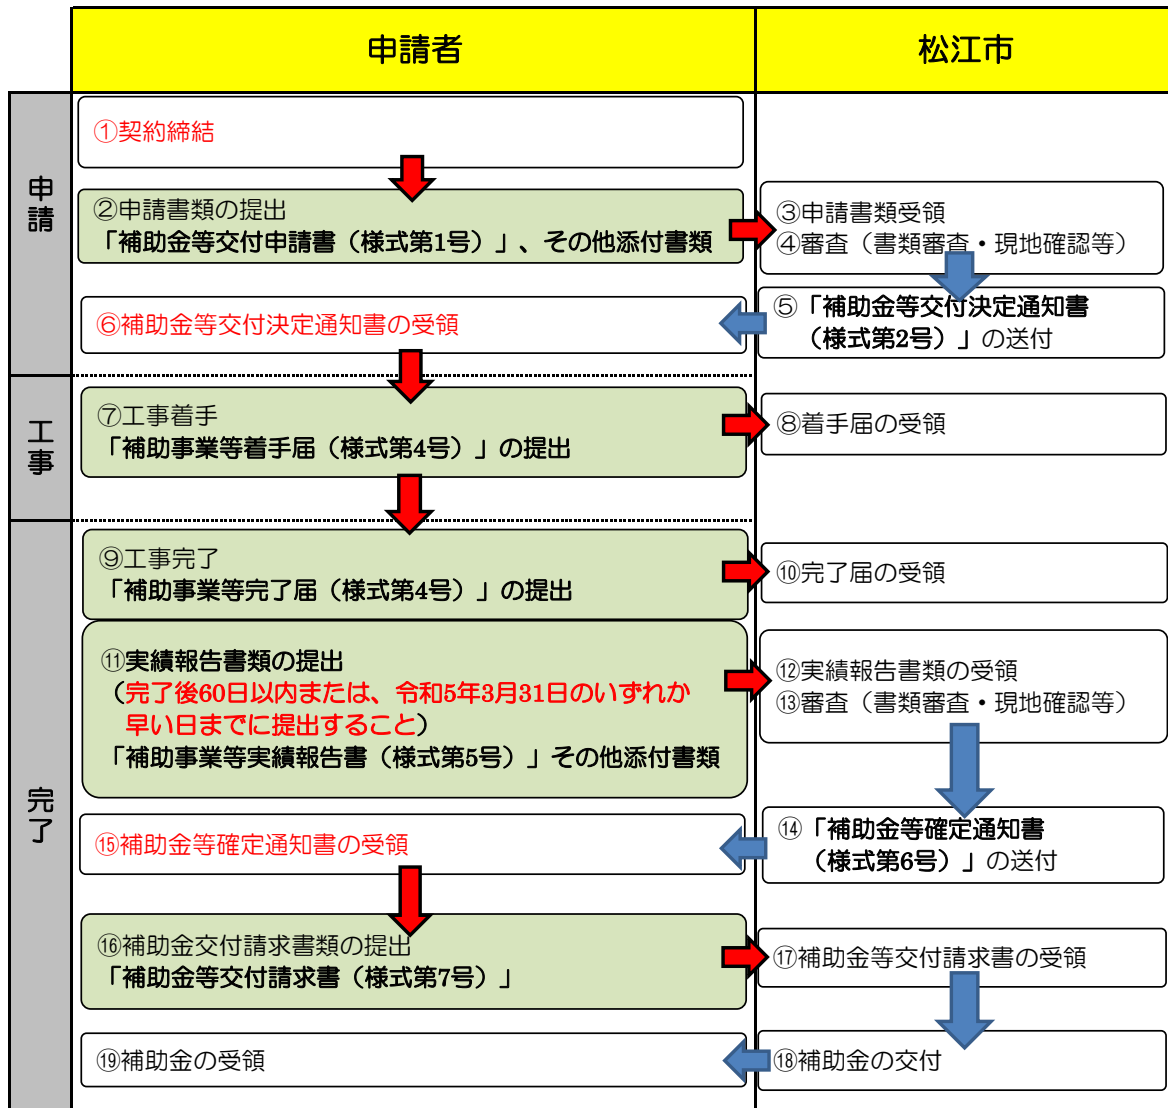 申請者
松江市
申請
①契約締結
②申請書類の提出
「補助金等交付申請書（様式第1号）」、その他添付書類
③申請書類受領
④審査（書類審査・現地確認等）
⑤「補助金等交付決定通知書
（様式第2号）」の送付
⑥補助金等交付決定通知書の受領
工事
⑦工事着手
「補助事業等着手届（様式第4号）」の提出
⑧着手届の受領
完了
⑨工事完了
「補助事業等完了届（様式第4号）」の提出
⑩完了届の受領
⑪実績報告書類の提出
（完了後60日以内または、令和5年3月31日のいずれか
早い日までに提出すること）
「補助事業等実績報告書（様式第5号）」その他添付書類
⑫実績報告書類の受領
⑬審査（書類審査・現地確認等）
⑭「補助金等確定通知書
（様式第6号）」の送付
⑮補助金等確定通知書の受領
⑯補助金交付請求書類の提出
「補助金等交付請求書（様式第7号）」
⑰補助金等交付請求書の受領
⑱補助金の交付
⑲補助金の受領